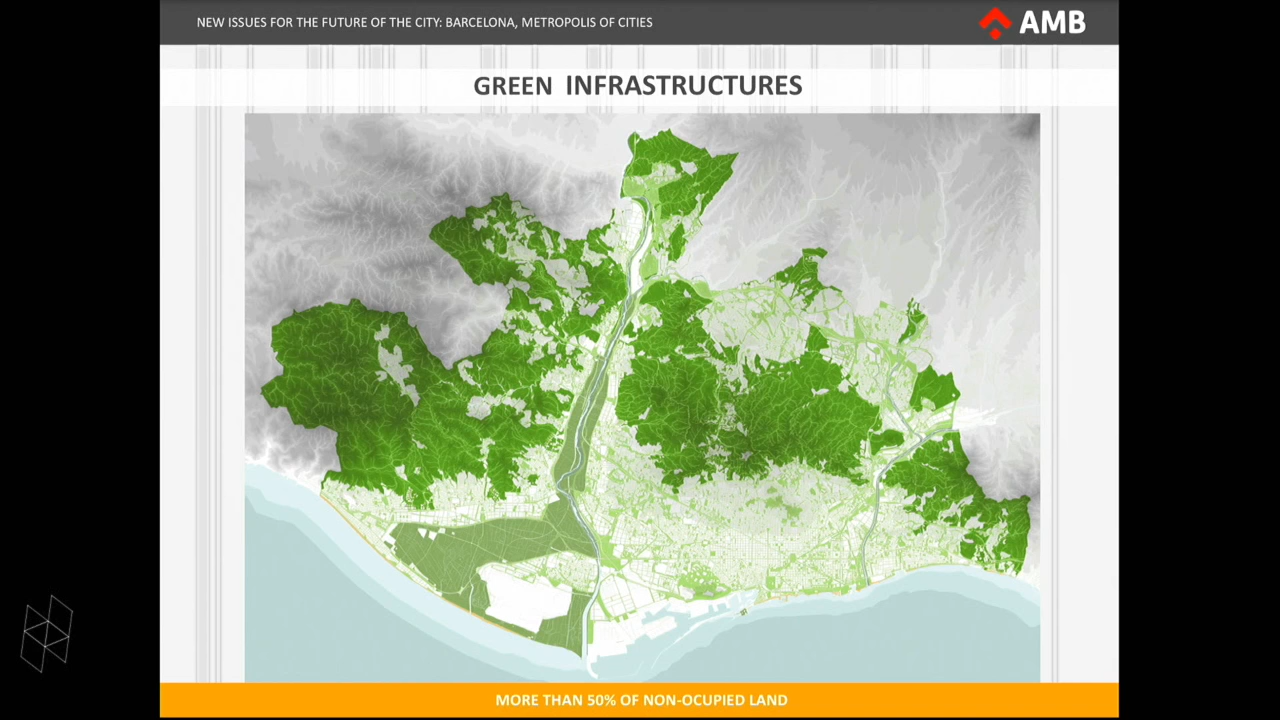 NEW ISSUES FOR THE FUTURE OF THE CITY: BARCELONA, METROPOLIS OF CITIES
AMB
GREEN INFRASTRUCTURES
MORE THAN 50% OF NON-OCUPIED LAND